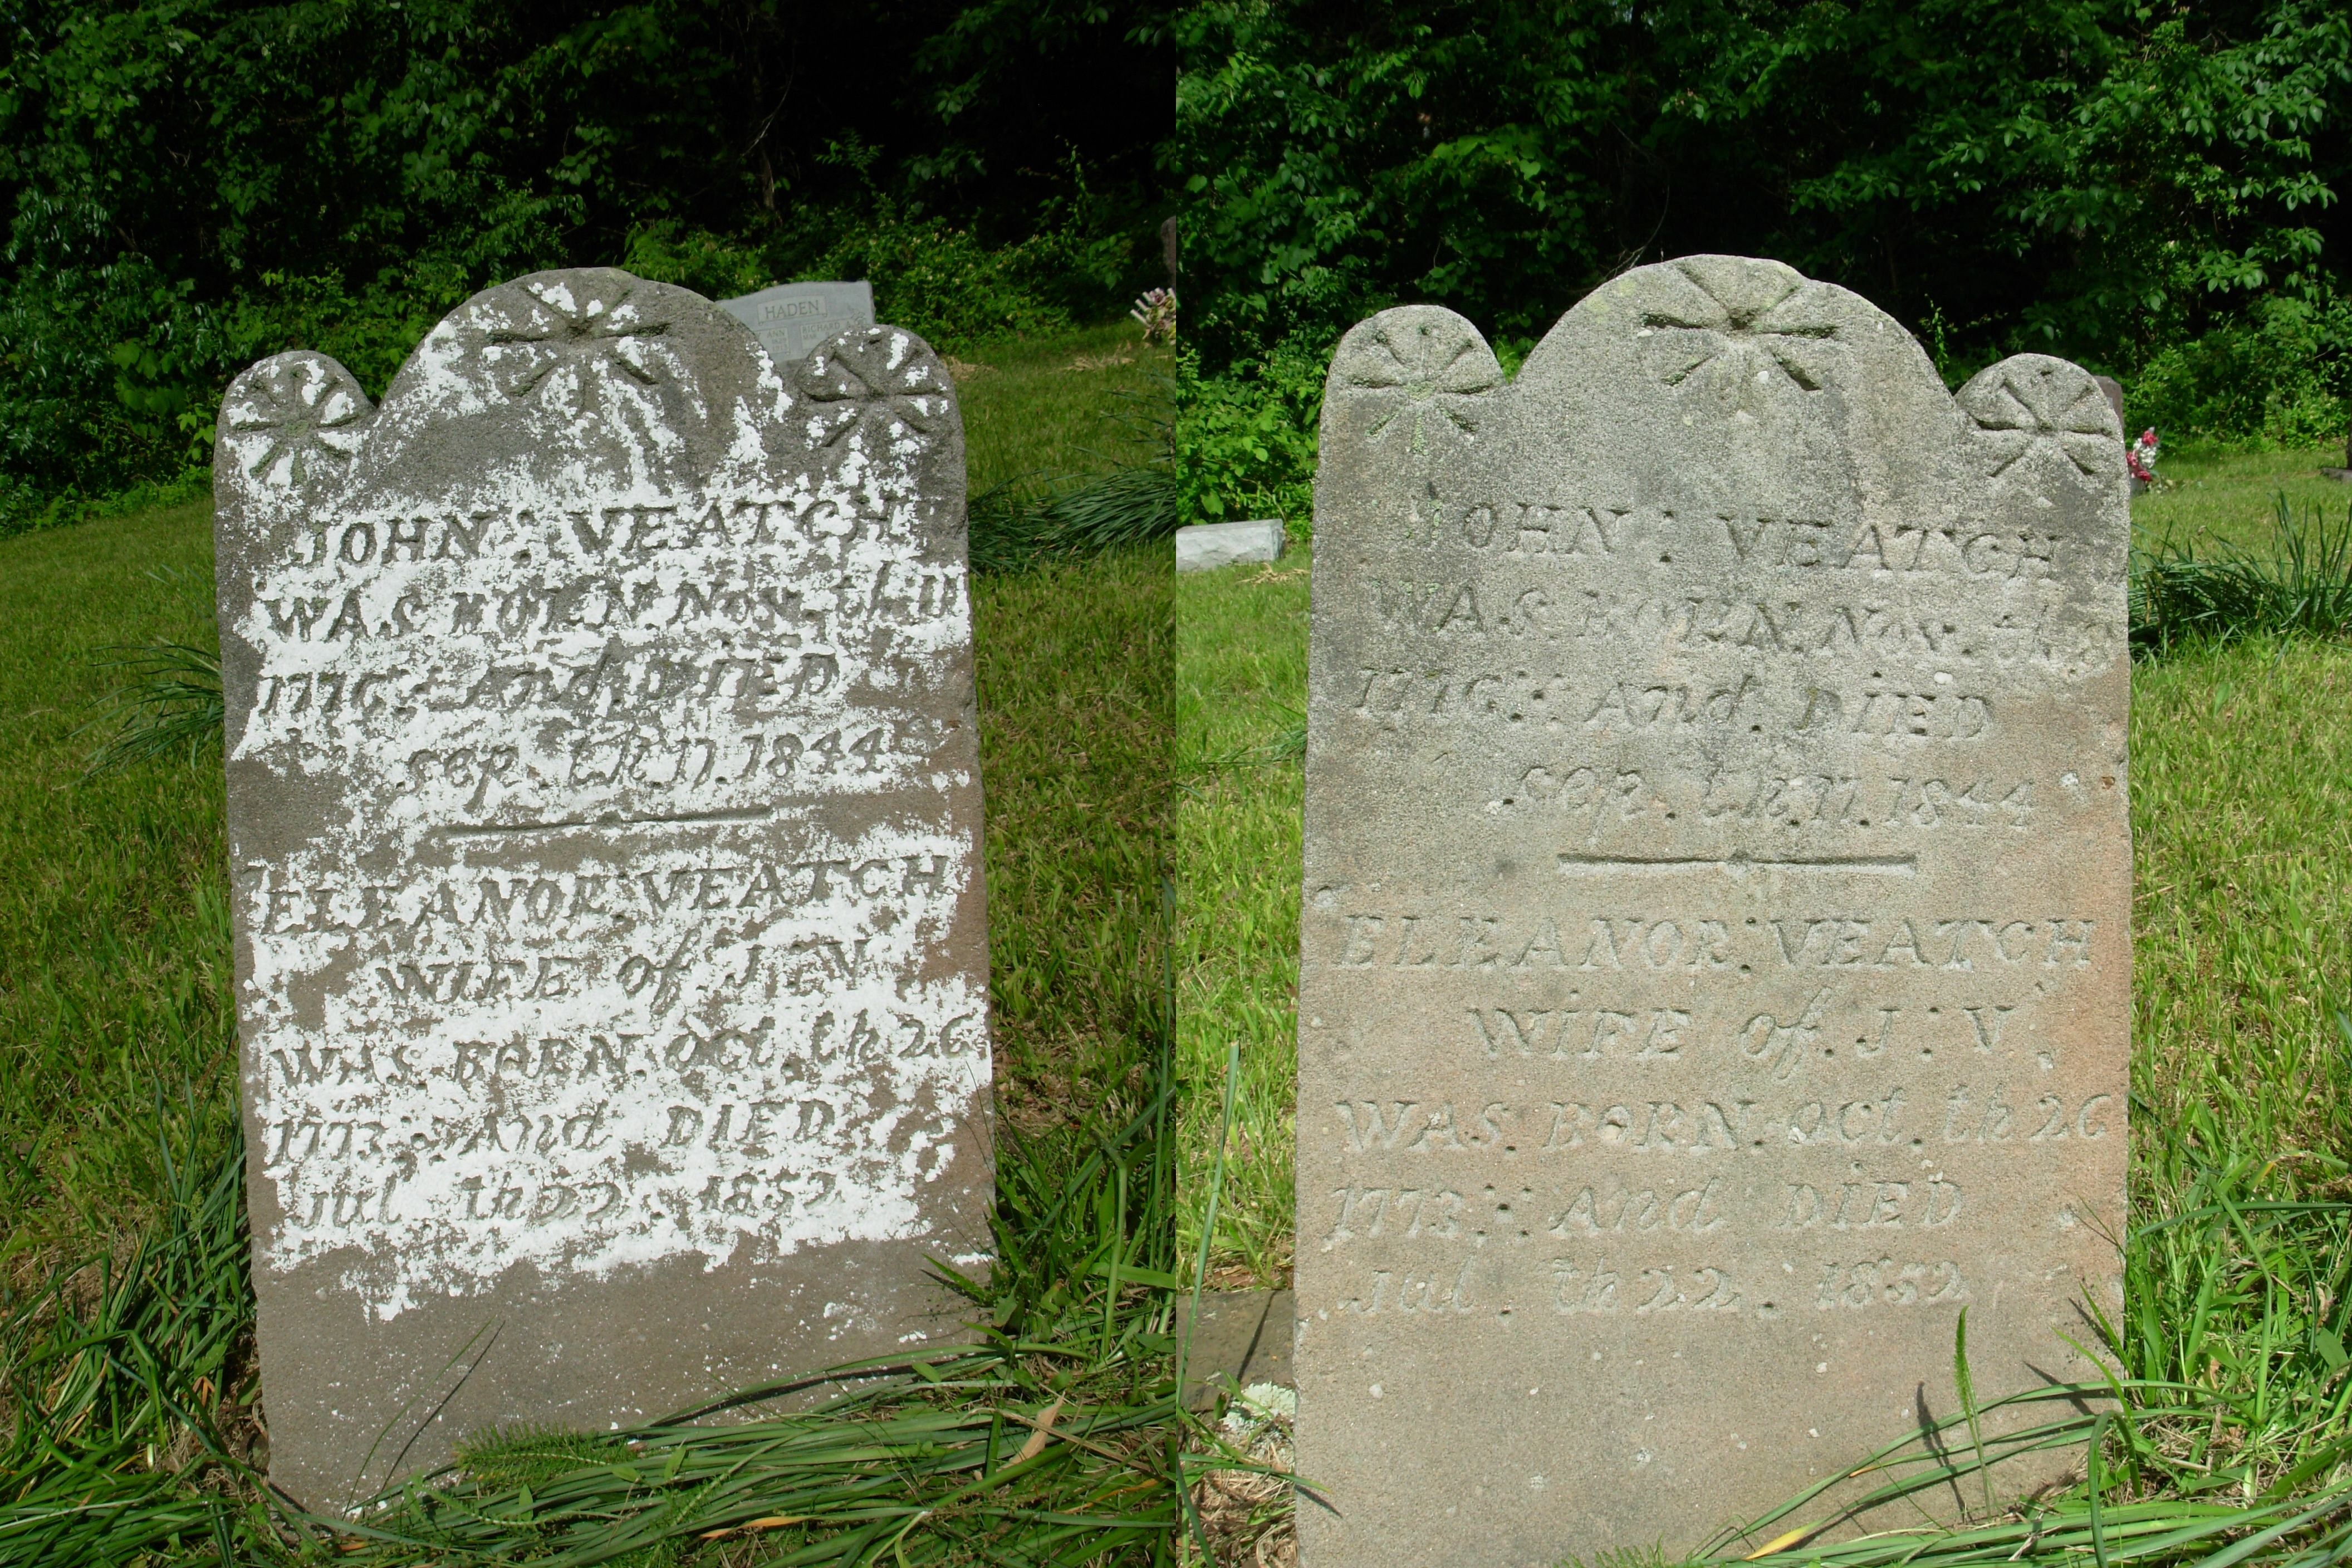 HADEN
ANN RICHARD
JOHN : VEATCH
WAS BORN. Nov. th
1776 : : And. DIED
sep. th 17. 1844
ELEANOR : VEATCH
WIFE of . J : V
WAS BORN. Oct. th 26
1773 : : And DIED
Jul . th 22 . 1852
JOHN : VEATCH
WAS BORN. Nov. th
1776 : : And. DIED
sep. th 17. 1844
ELEANOR : VEATCH
WIFE of . J : V
WAS BORN. Oct. th 26
1773 : : And DIED
Jul . th 22 . 1852